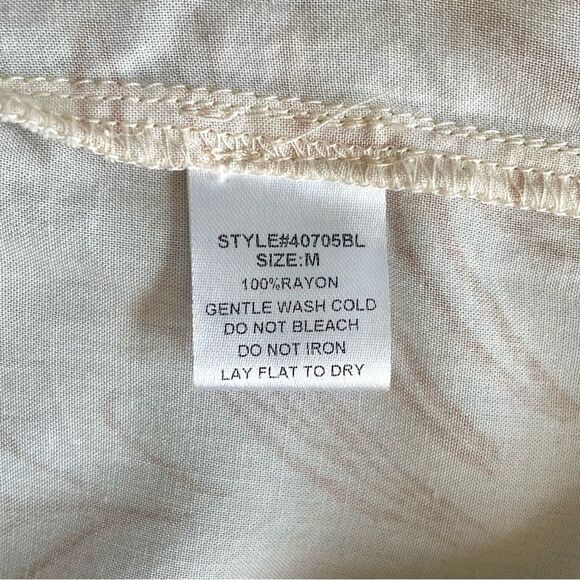 STYLE#40705BL
SIZE:M
100%RAYON
GENTLE WASH COLD
DO NOT BLEACH
DO NOT IRON
LAY FLAT TO DRY